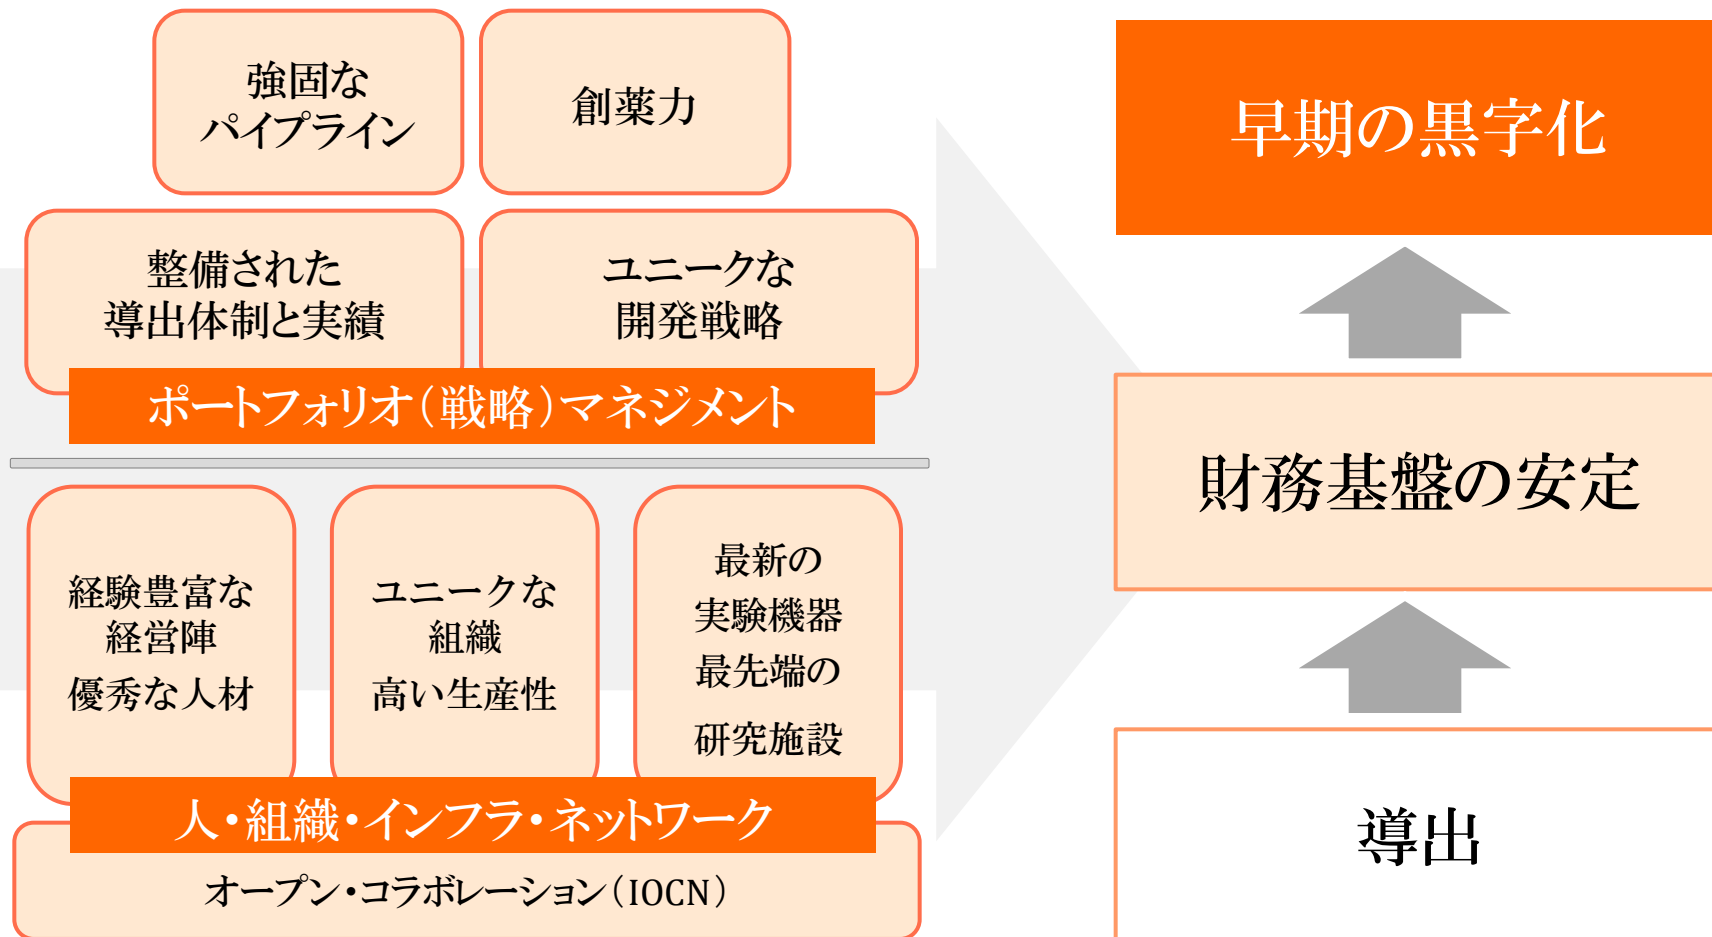 強固な
パイプライン
創薬力
整備された
導出体制と実績
ユニークな
開発戦略
ポートフォリオ（戦略）マネジメント
経験豊富な
経営陣
優秀な人材
ユニークな
組織
高い生産性
最新の
実験機器
最先端の
研究施設
人・組織・インフラ・ネットワーク
オープン・コラボレーション（IOCN）
早期の黒字化
財務基盤の安定
導出